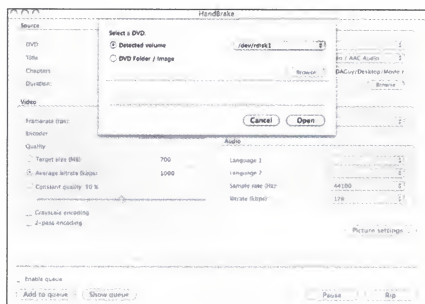 HandBrake
Source
Select a DVD:
Detected volume
/dev/rdisk1
DVD Folder / Image
Browse
Cancel
Open
DVD
Title
Chapters
Duration
/ AAC Audio
Browse
Video
Framerate (fps)
Encoder
Quality
Target size (MB)
700
Average bitrate (kbps)
1000
Constant quality 50 %
Grayscale encoding
2-pass encoding
Audio
Language 1
Language 2
Sample rate (Hz)
44100
Bitrate (kbps)
128
Picture settings
Enable queue
Add to queue
Show queue
Pause
Rip